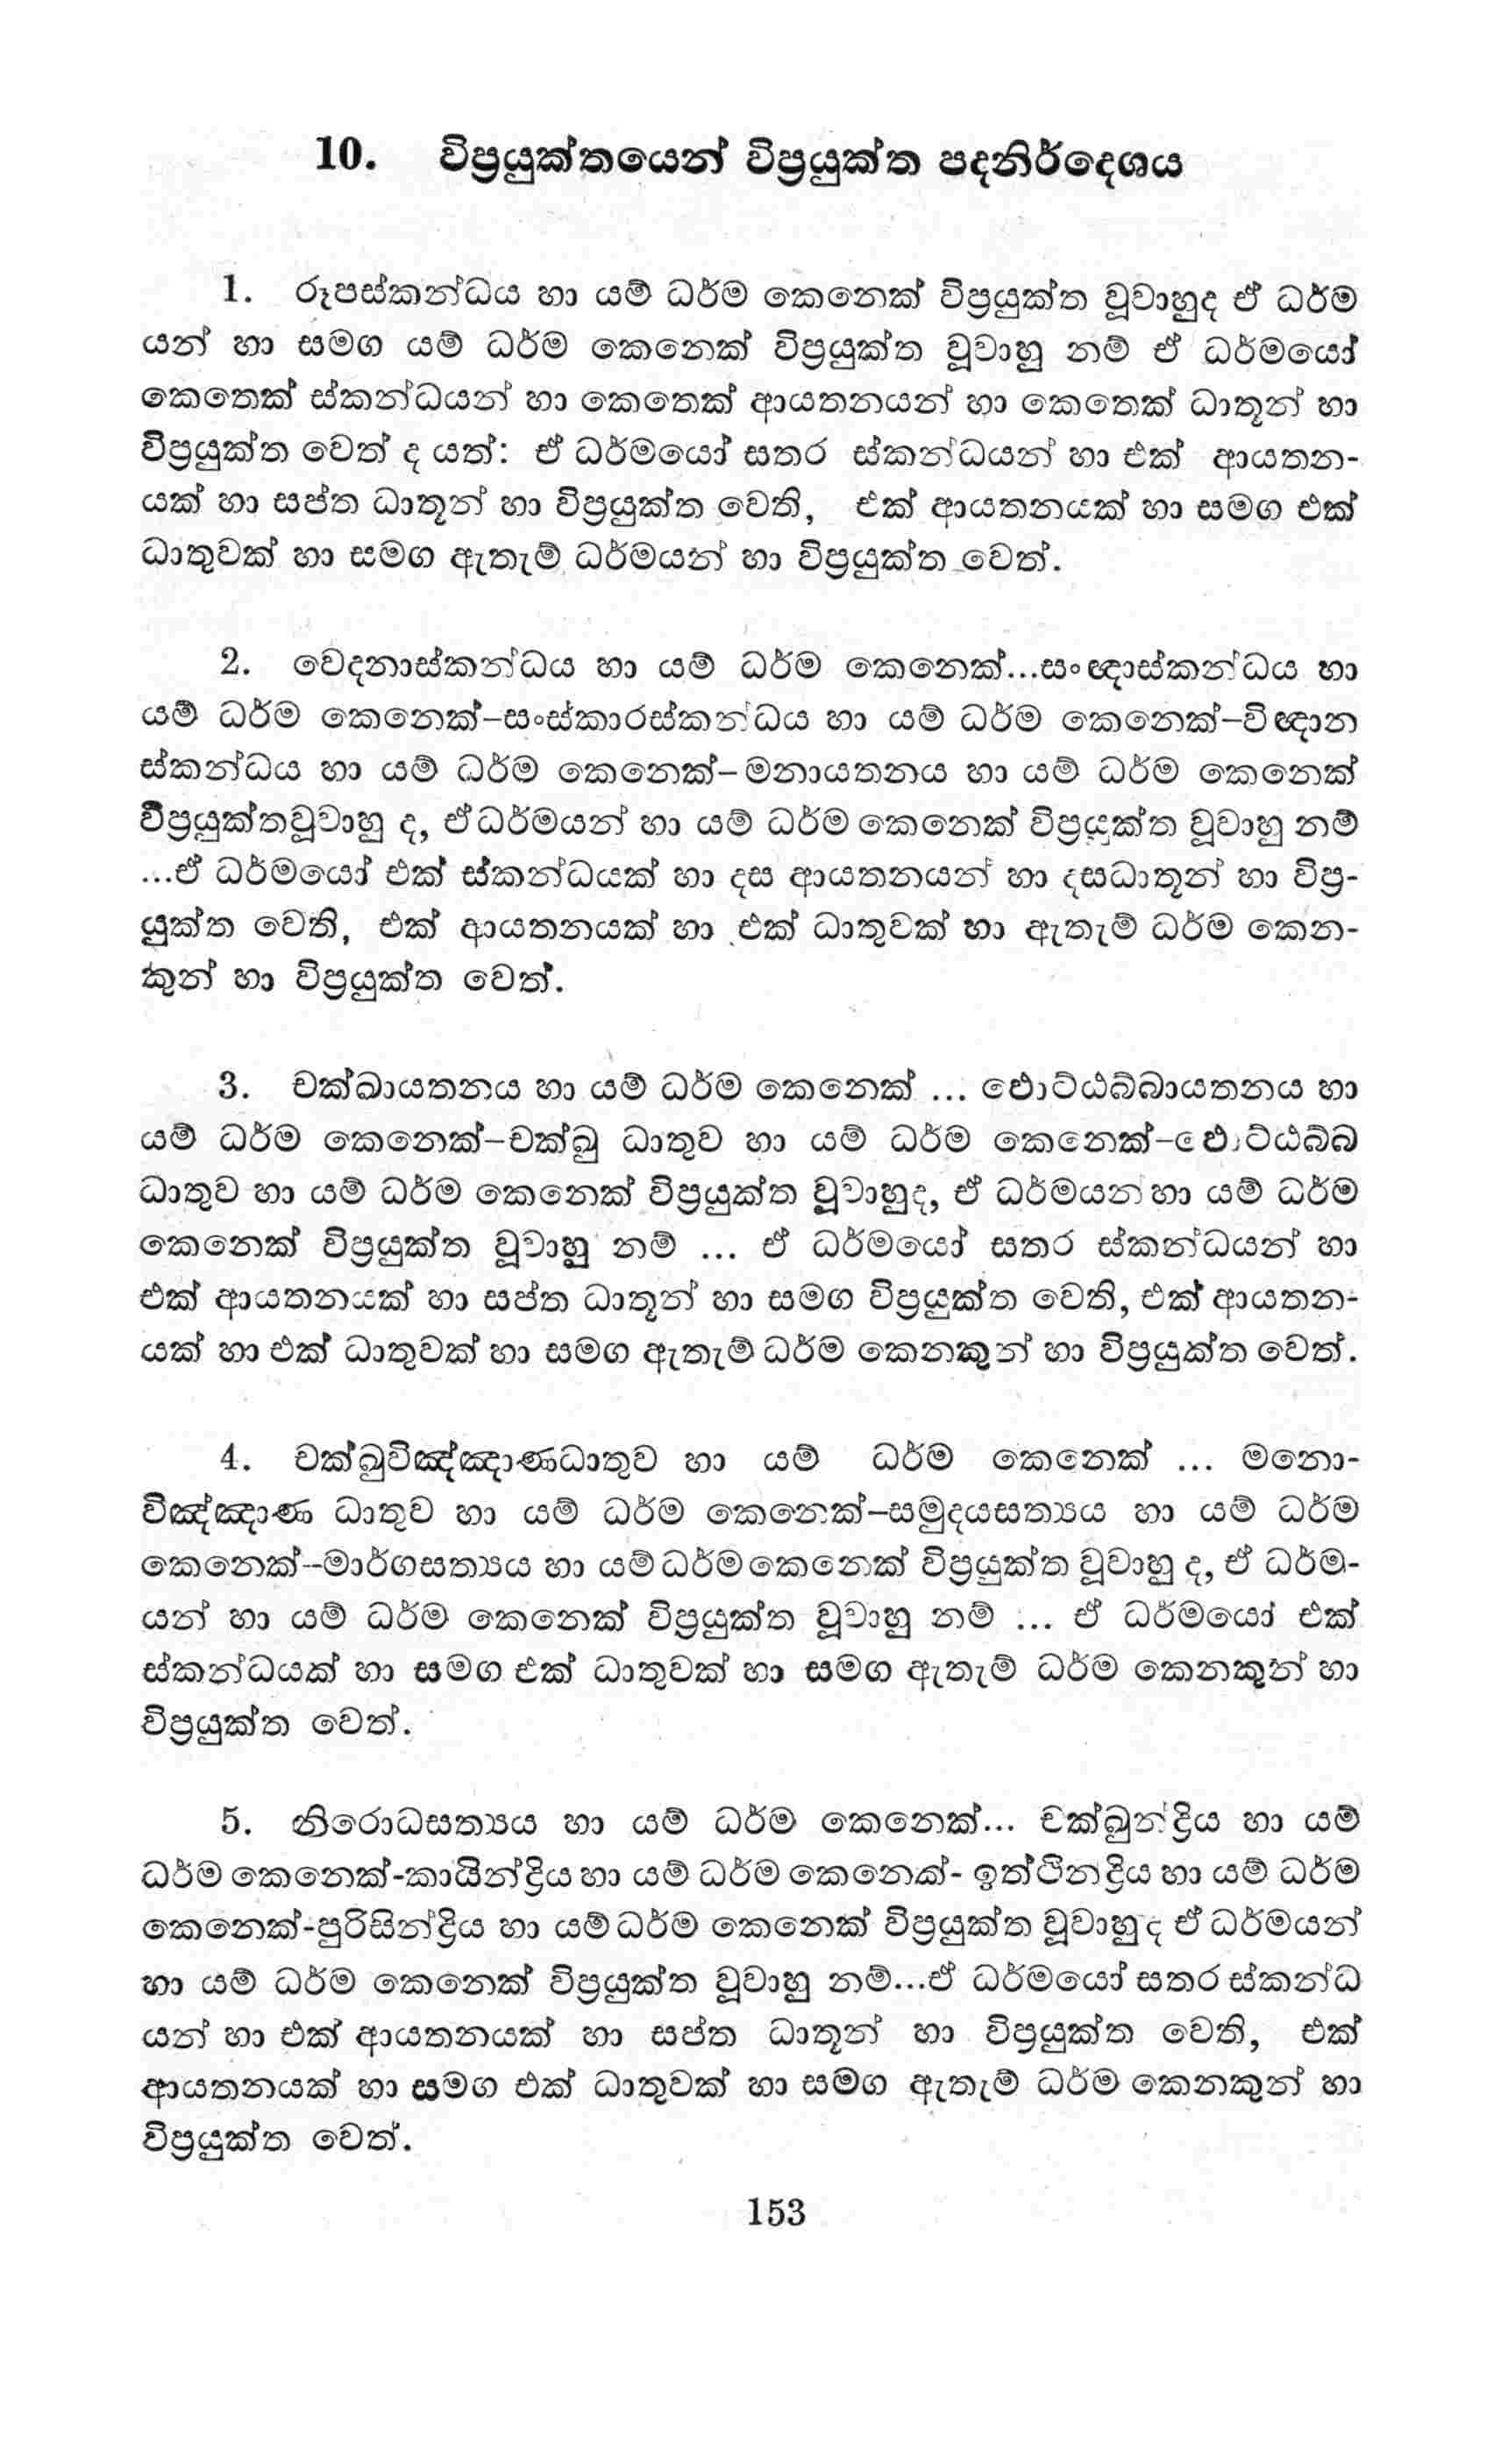 10. විප්‍රයුක්තයෙන් විප්‍රයුක්ත පදනිර්දෙශය
1. රූපස්කන්ධය හා යම් ධර්ම කෙනෙක් විප්‍රයුක්ත වූවාහුද ඒ ධර්ම
යන් හා සමග යම් ධර්ම කෙනෙක් විප්‍රයුක්ත වූවාහු නම් ඒ ධර්මයෝ
කෙතෙක් ස්කන්ධයන් හා කෙතෙක් ආයතනයන් හා කෙතෙක් ධාතූන් හා
විප්‍රයුක්ත වෙත් ද යත්: ඒ ධර්මයෝ සතර ස්කන්ධයන් හා එක් ආයතන-
යක් හා සප්ත ධාතූන් හා විප්‍රයුක්ත වෙති, එක් ආයතනයක් හා සමග එක්
ධාතුවක් හා සමග ඇතැම් ධර්මයන් හා විප්‍රයුක්ත වෙත්.
2. වෙදනාස්කන්ධය හා යම් ධර්ම කෙනෙක්...සංඥාස්කන්ධය හා
යම් ධර්ම කෙනෙක්–සංස්කාරස්කන්ධය හා යම් ධර්ම කෙනෙක්–විඥාන
ස්කන්ධය හා යම් ධර්ම කෙනෙක්–මනායතනය හා යම් ධර්ම කෙනෙක්
විප්‍රයුක්තවූවාහු ද, ඒ ධර්මයන් හා යම් ධර්ම කෙනෙක් විප්‍රයුක්ත වූවාහු නම්
...ඒ ධර්මයෝ එක් ස්කන්ධයක් හා දස ආයතනයන් හා දසධාතූන් හා විප්‍ර-
යුක්ත වෙති, එක් ආයතනයක් හා එක් ධාතුවක් හා ඇතැම් ධර්ම කෙන-
කුන් හා විප්‍රයුක්ත වෙත්.
3. චක්ඛායතනය හා යම් ධර්ම කෙනෙක් ... ඵොට්ඨබ්බායතනය හා
යම් ධර්ම කෙනෙක්–චක්ඛු ධාතුව හා යම් ධර්ම කෙනෙක්–ඵොට්ඨබ්බ
ධාතුව හා යම් ධර්ම කෙනෙක් විප්‍රයුක්ත වූවාහුද, ඒ ධර්මයන් හා යම් ධර්ම
කෙනෙක් විප්‍රයුක්ත වූවාහු නම් ... ඒ ධර්මයෝ සතර ස්කන්ධයන් හා
එක් ආයතනයක් හා සප්ත ධාතූන් හා සමග විප්‍රයුක්ත වෙති, එක් ආයතන-
යක් හා එක් ධාතුවක් හා සමග ඇතැම් ධර්ම කෙනකුන් හා විප්‍රයුක්ත වෙත්.
4. චක්ඛුවිඤ්ඤාණධාතුව හා යම් ධර්ම කෙනෙක් ... මනො-
විඤ්ඤාණ ධාතුව හා යම් ධර්ම කෙනෙක්–සමුදයසත්‍යය හා යම් ධර්ම
කෙනෙක්–මාර්ගසත්‍යය හා යම් ධර්ම කෙනෙක් විප්‍රයුක්ත වූවාහු ද, ඒ ධර්ම-
යන් හා යම් ධර්ම කෙනෙක් විප්‍රයුක්ත වූවාහු නම් ... ඒ ධර්මයෝ එක්
ස්කන්ධයක් හා සමග එක් ධාතුවක් හා සමග ඇතැම් ධර්ම කෙනකුන් හා
විප්‍රයුක්ත වෙත්.
5. නිරොධසත්‍යය හා යම් ධර්ම කෙනෙක්... චක්ඛුන්ද්‍රිය හා යම්
ධර්ම කෙනෙක්-කායින්ද්‍රිය හා යම් ධර්ම කෙනෙක්- ඉත්ථින්ද්‍රිය හා යම් ධර්ම
කෙනෙක්-පුරිසින්ද්‍රිය හා යම් ධර්ම කෙනෙක් විප්‍රයුක්ත වූවාහුද ඒ ධර්මයන්
හා යම් ධර්ම කෙනෙක් විප්‍රයුක්ත වූවාහු නම්...ඒ ධර්මයෝ සතර ස්කන්ධ
යන් හා එක් ආයතනයක් හා සප්ත ධාතූන් හා විප්‍රයුක්ත වෙති, එක්
ආයතනයක් හා සමග එක් ධාතුවක් හා සමග ඇතැම් ධර්ම කෙනකුන් හා
විප්‍රයුක්ත වෙත්.
153